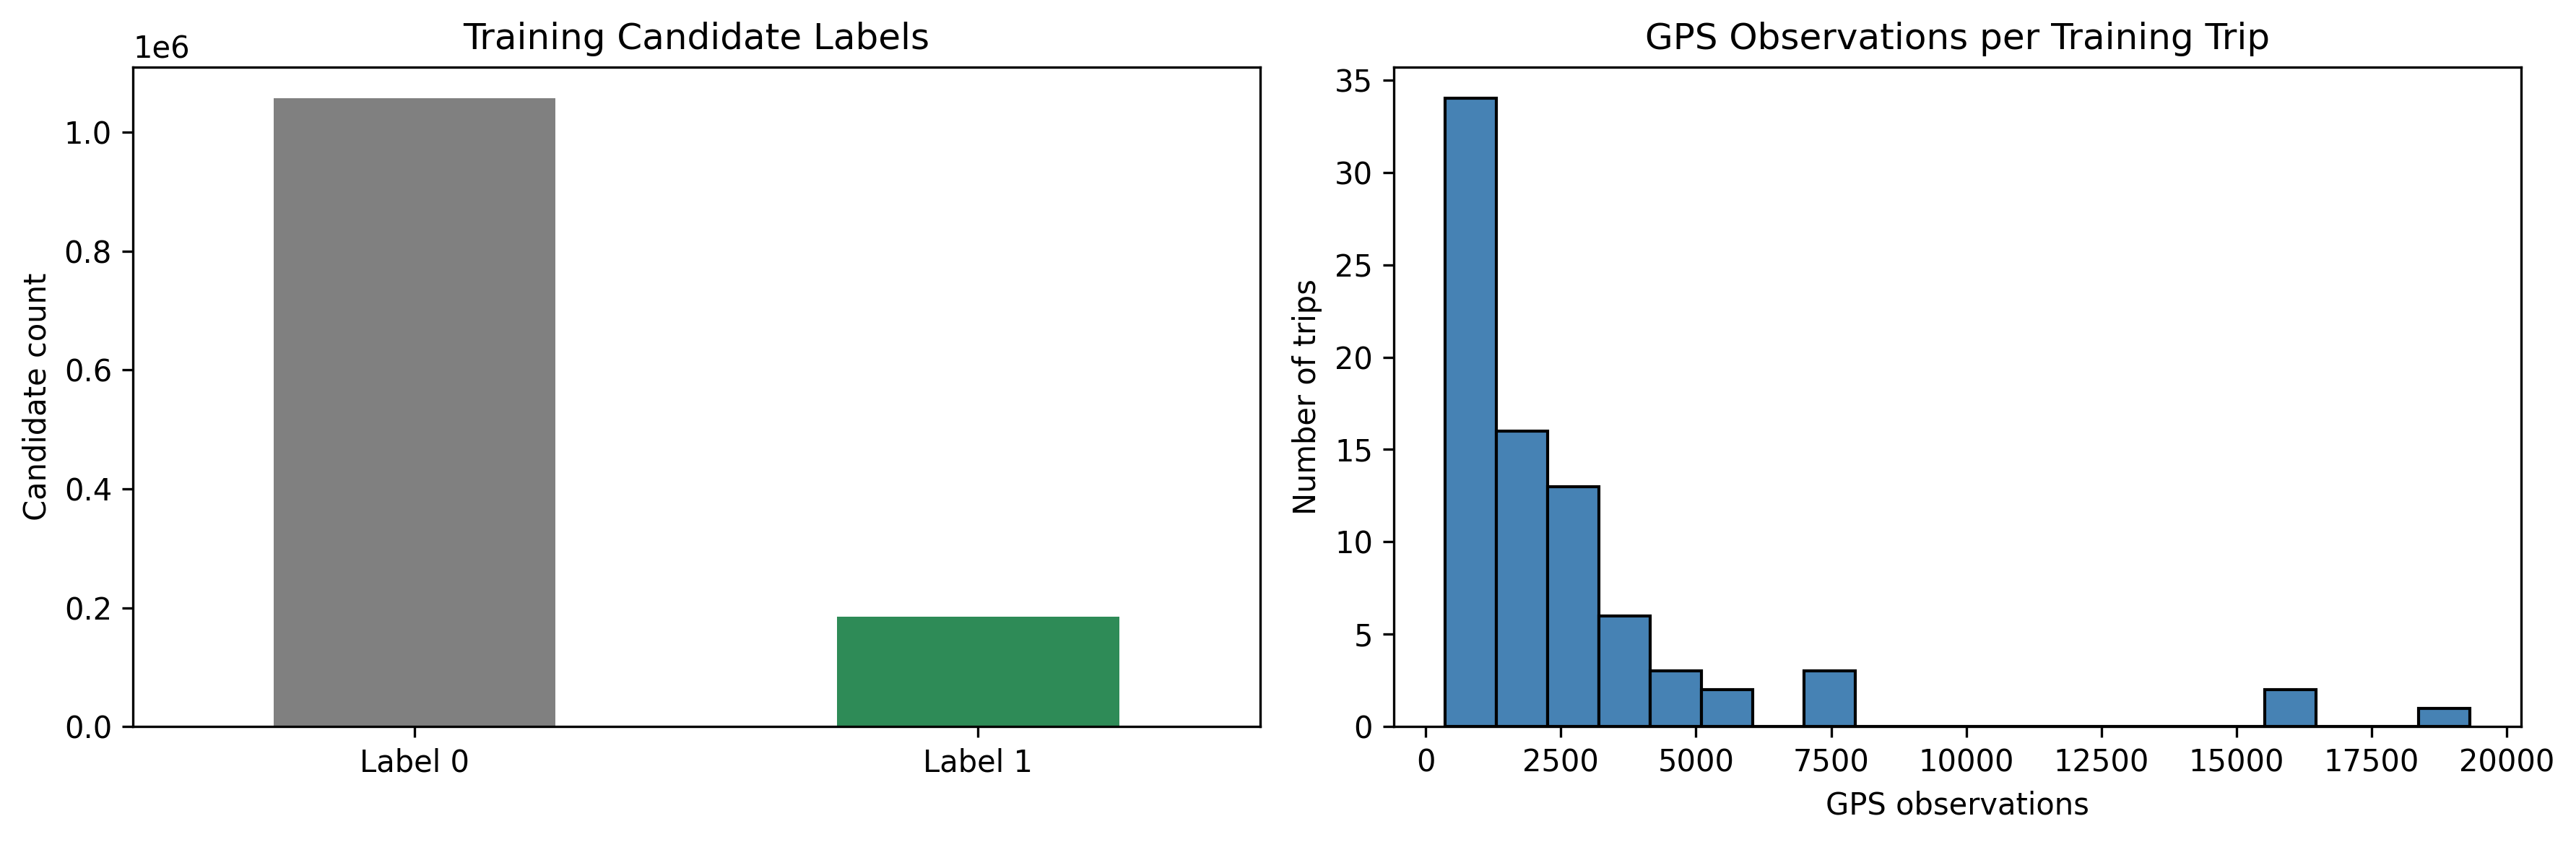 Training Candidate Labels
1e6
Candidate count
1.0
0.8
0.6
0.4
0.2
0.0
Label 0 Label 1
GPS Observations per Training Trip
Number of trips
35
30
25
20
15
10
5
0
0 2500 5000 7500 10000 12500 15000 17500 20000
GPS observations